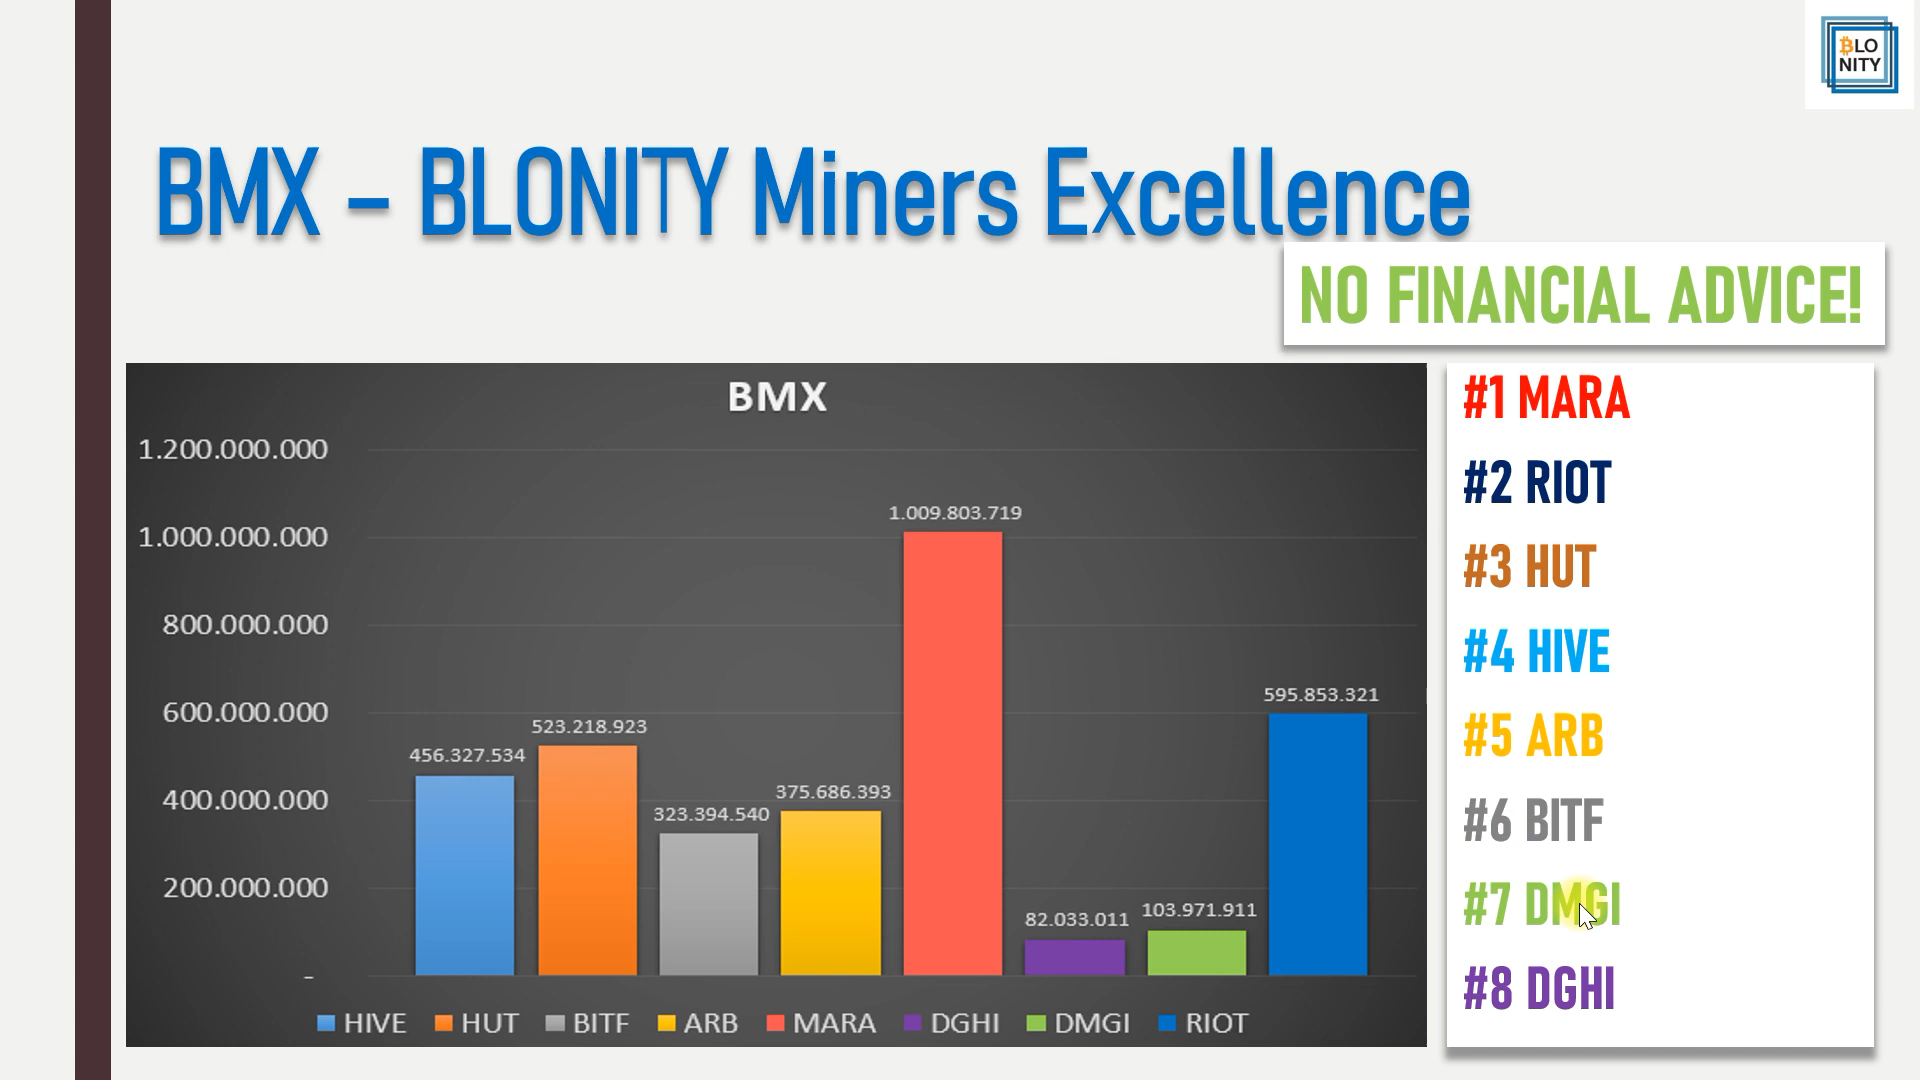 ₿LO
NITY
BMX – BLONITY Miners Excellence
NO FINANCIAL ADVICE!
BMX
1.200.000.000
1.000.000.000
800.000.000
600.000.000
400.000.000
200.000.000
-
456.327.534
523.218.923
323.394.540
375.686.393
1.009.803.719
82.033.011
103.971.911
595.853.321
HIVE HUT BITF ARB MARA DGHI DMGI RIOT
#1 MARA
#2 RIOT
#3 HUT
#4 HIVE
#5 ARB
#6 BITF
#7 DMGI
#8 DGHI